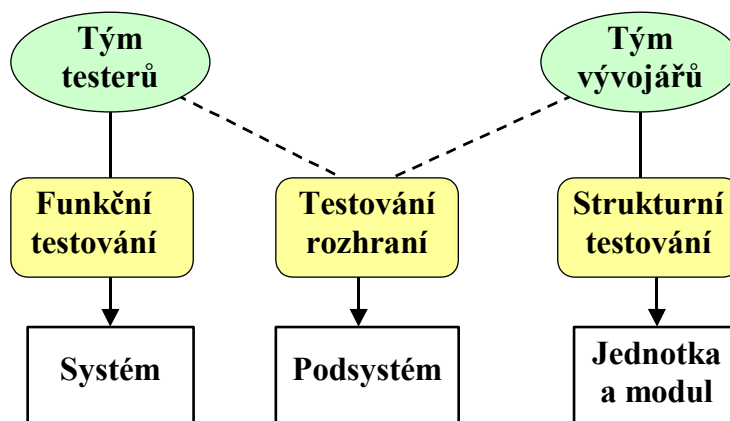 Tým
testerů
Tým
vývojářů
Funkční
testování
Testování
rozhraní
Strukturní
testování
Systém
Podsystém
Jednotka
a modul